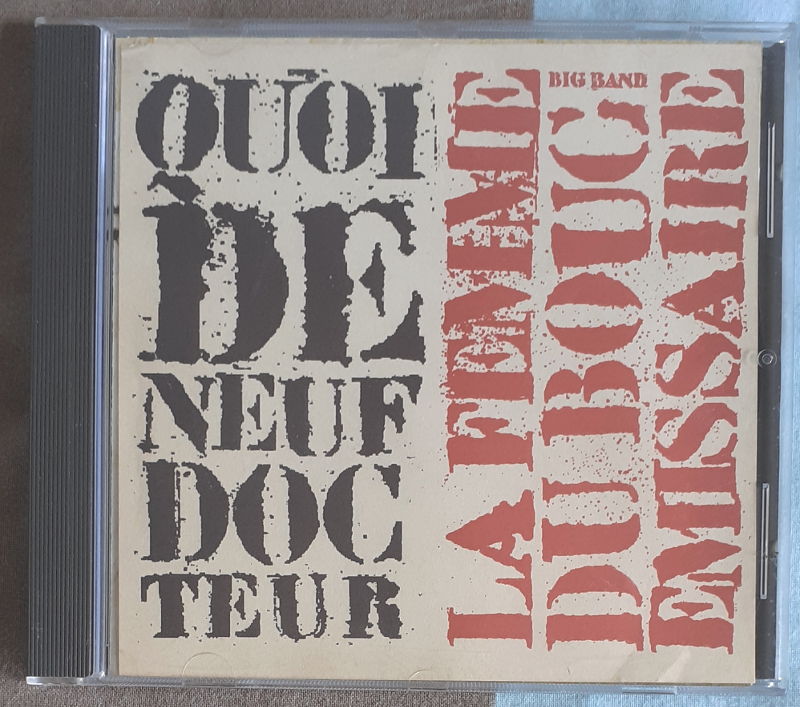 QUOI
DE
NEUF
DOC
TEUR
BIG BAND
LA FEMME
DU BOUC
EMISSAIRE